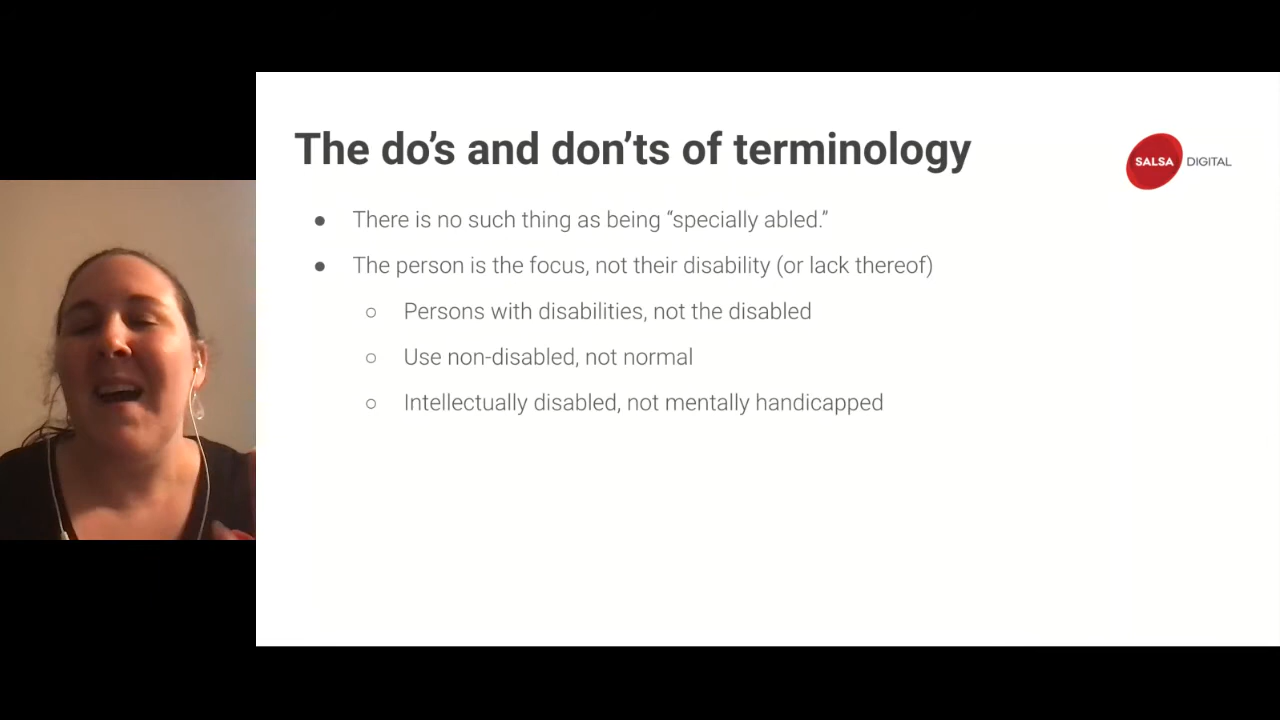 The do’s and don’ts of terminology
SALSA DIGITAL
● There is no such thing as being “specially abled.”
● The person is the focus, not their disability (or lack thereof)
○ Persons with disabilities, not the disabled
○ Use non-disabled, not normal
○ Intellectually disabled, not mentally handicapped